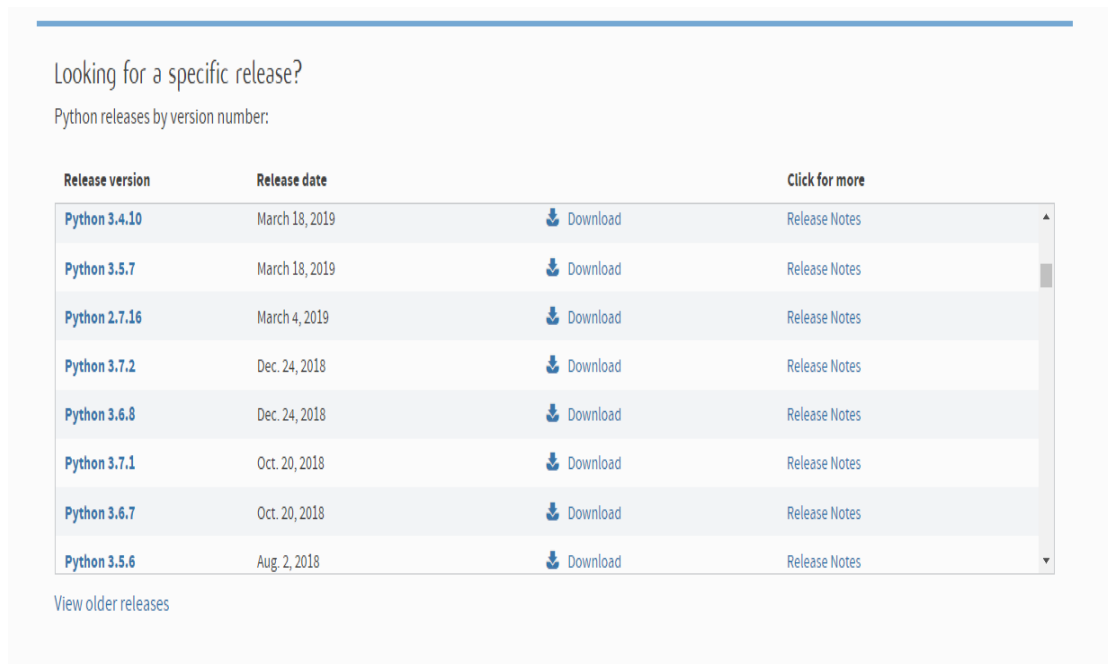 Looking for a specific release?
Python releases by version number:
Release version Release date Click for more
Python 3.4.10 March 18, 2019 Download Release Notes
Python 3.5.7 March 18, 2019 Download Release Notes
Python 2.7.16 March 4, 2019 Download Release Notes
Python 3.7.2 Dec. 24, 2018 Download Release Notes
Python 3.6.8 Dec. 24, 2018 Download Release Notes
Python 3.7.1 Oct. 20, 2018 Download Release Notes
Python 3.6.7 Oct. 20, 2018 Download Release Notes
Python 3.5.6 Aug. 2, 2018 Download Release Notes
View older releases